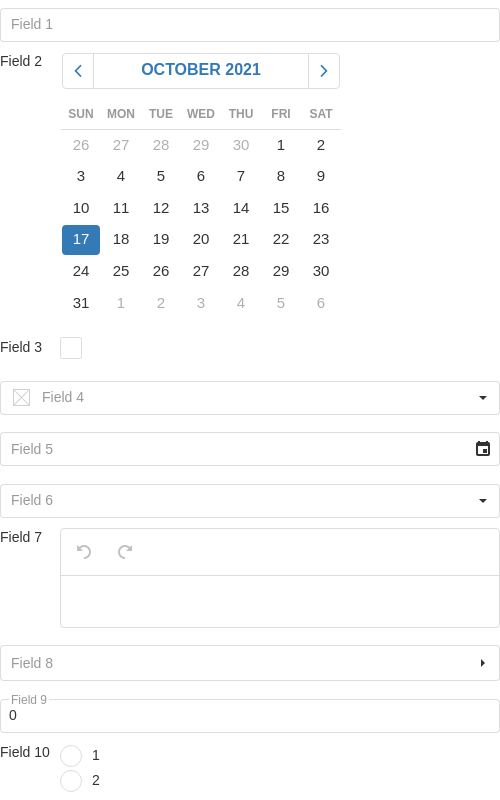 Field 1
Field 2
OCTOBER 2021
SUN MON TUE WED THU FRI SAT
26 27 28 29 30 1 2
3 4 5 6 7 8 9
10 11 12 13 14 15 16
17 18 19 20 21 22 23
24 25 26 27 28 29 30
31 1 2 3 4 5 6
Field 3
Field 4
Field 5
Field 6
Field 7
Field 8
Field 9
0
Field 10
1
2